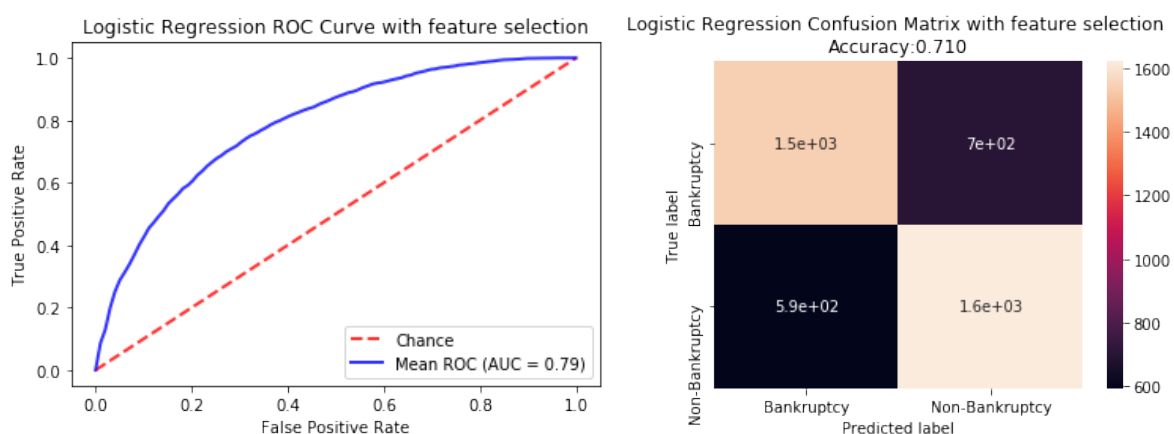 Logistic Regression ROC Curve with feature selection
1.0
0.8
0.6
0.4
0.2
0.0
True Positive Rate
0.0 0.2 0.4 0.6 0.8 1.0
False Positive Rate
Chance
Mean ROC (AUC = 0.79)
Logistic Regression Confusion Matrix with feature selection
Accuracy:0.710
True label
Bankruptcy
Non-Bankruptcy
1.5e+03 7e+02
5.9e+02 1.6e+03
Bankruptcy Non-Bankruptcy
Predicted label
1600
1400
1200
1000
800
600